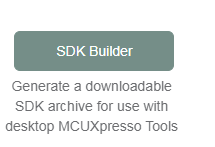 SDK Builder
Generate a downloadable
SDK archive for use with
desktop MCUXpresso Tools